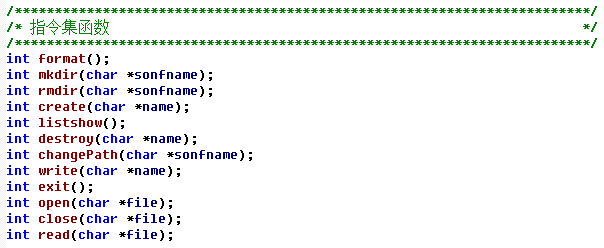 /************************************************************************/
/* 指令集函数 */
/************************************************************************/
int format();
int mkdir(char *sonfname);
int rmdir(char *sonfname);
int create(char *name);
int listshow();
int destroy(char *name);
int changePath(char *sonfname);
int write(char *name);
int exit();
int open(char *file);
int close(char *file);
int read(char *file);